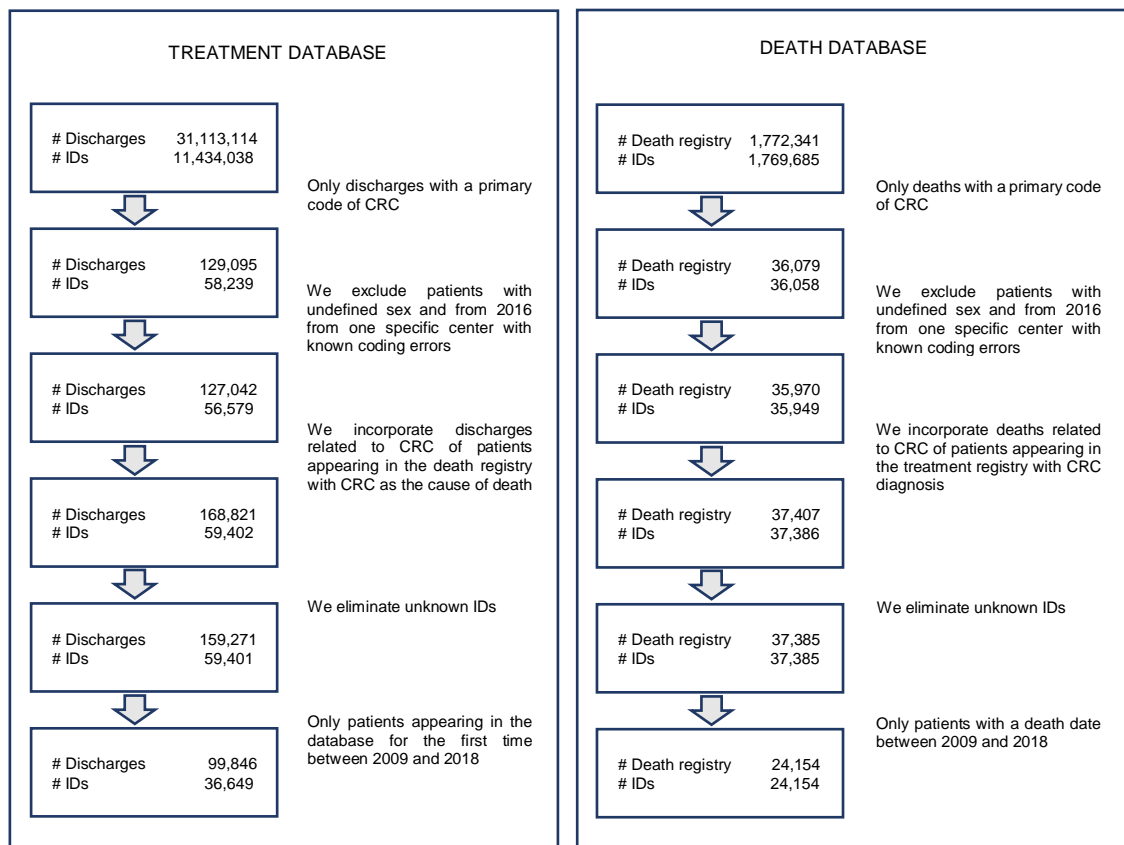 TREATMENT DATABASE
# Discharges 31,113,114
# IDs 11,434,038
Only discharges with a primary
code of CRC
# Discharges 129,095
# IDs 58,239
We exclude patients with
undefined sex and from 2016
from one specific center with
known coding errors
# Discharges 127,042
# IDs 56,579
We incorporate discharges
related to CRC of patients
appearing in the death registry
with CRC as the cause of death
# Discharges 168,821
# IDs 59,402
We eliminate unknown IDs
# Discharges 159,271
# IDs 59,401
Only patients appearing in the
database for the first time
between 2009 and 2018
# Discharges 99,846
# IDs 36,649
DEATH DATABASE
# Death registry 1,772,341
# IDs 1,769,685
Only deaths with a primary code
of CRC
# Death registry 36,079
# IDs 36,058
We exclude patients with
undefined sex and from 2016
from one specific center with
known coding errors
# Death registry 35,970
# IDs 35,949
We incorporate deaths related
to CRC of patients appearing in
the treatment registry with CRC
diagnosis
# Death registry 37,407
# IDs 37,386
We eliminate unknown IDs
# Death registry 37,385
# IDs 37,385
Only patients with a death date
between 2009 and 2018
# Death registry 24,154
# IDs 24,154